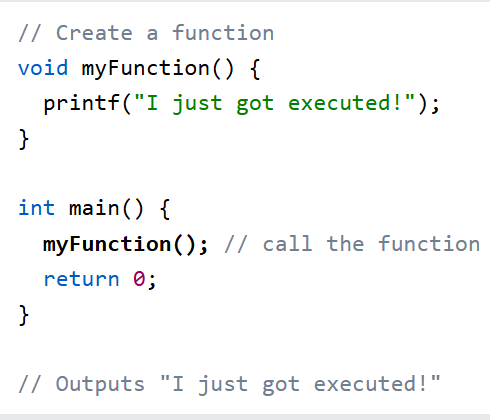 // Create a function
void myFunction() {
  printf("I just got executed!");
}

int main() {
  myFunction(); // call the function
  return 0;
}

// Outputs "I just got executed!"